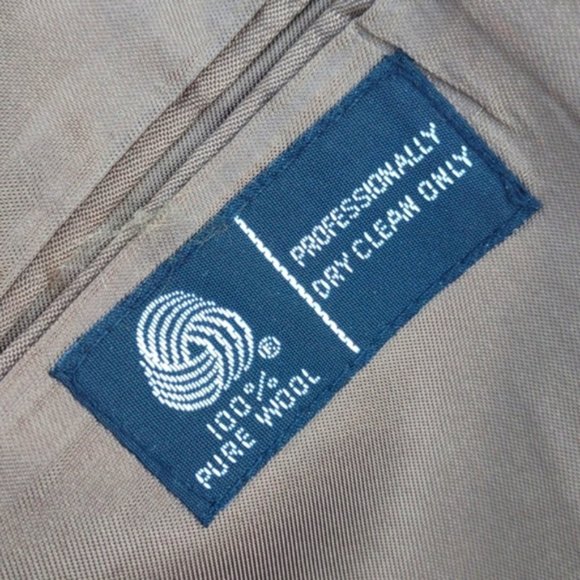 ®
100%
PURE WOOL
PROFESSIONALLY
DRY CLEAN ONLY